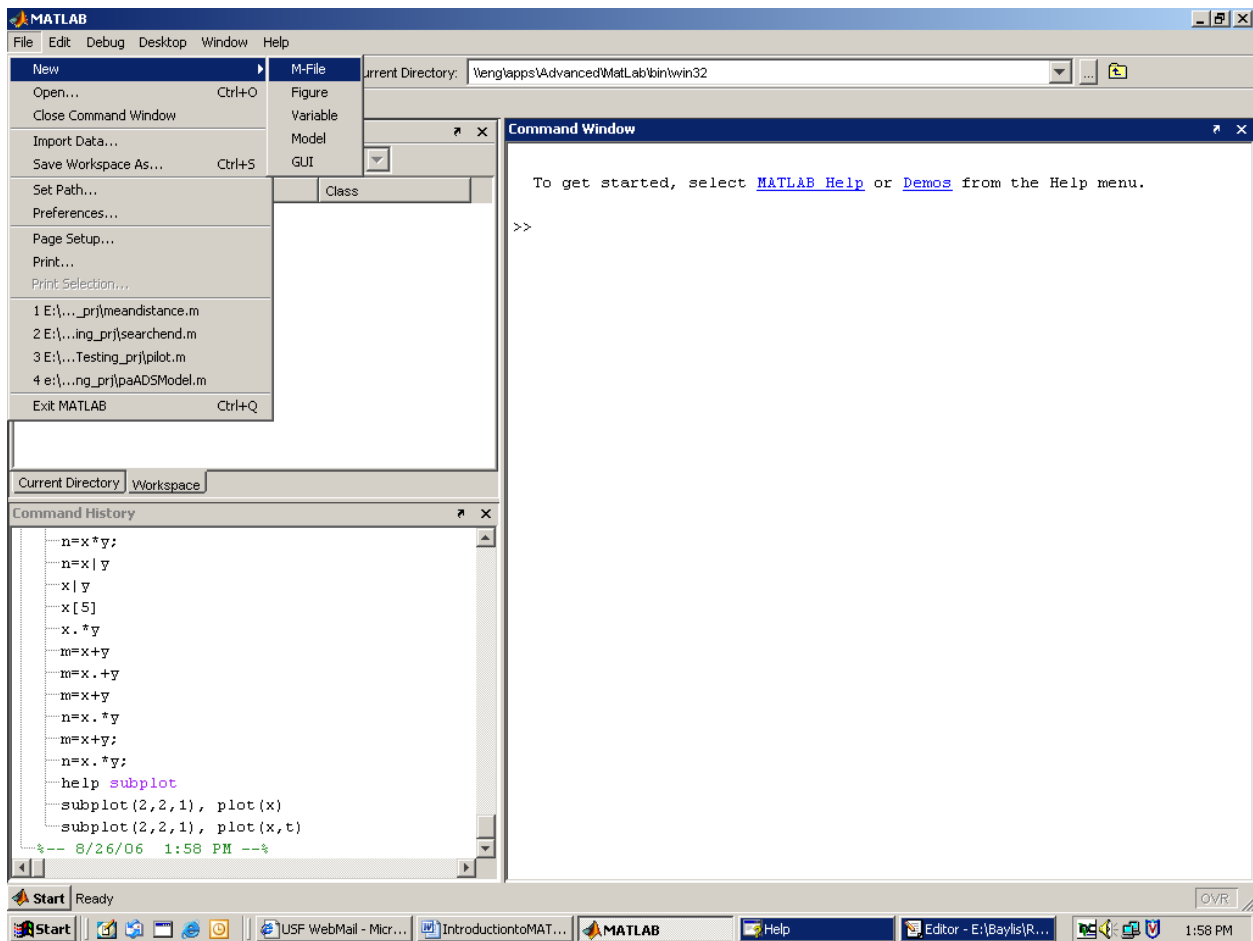 MATLAB
File Edit Debug Desktop Window Help
New
Open... Ctrl+O
Close Command Window
Import Data...
Save Workspace As... Ctrl+S
Set Path...
Preferences...
Page Setup...
Print...
Print Selection...
1 E:\..._prj\meandistance.m
2 E:\...ing_prj\searchend.m
3 E:\...Testing_prj\pilot.m
4 e:\...ng_prj\paADSModel.m
Exit MATLAB Ctrl+Q
M-File
Figure
Variable
Model
GUI
urrent Directory: \\eng\apps\Advanced\MatLab\bin\win32 ...
Class
Current Directory Workspace
Command History
n=x*y;
n=x|y
x|y
x[5]
x.*y
m=x+y
m=x.+y
m=x+y
n=x.*y
m=x+y;
n=x.*y;
help subplot
subplot(2,2,1), plot(x)
subplot(2,2,1), plot(x,t)
%-- 8/26/06 1:58 PM --%
Command Window
To get started, select MATLAB Help or Demos from the Help menu.
>>
Start Ready OVR
Start USF WebMail - Micr... IntroductiontoMAT... MATLAB Help Editor - E:\Baylis\R... 1:58 PM